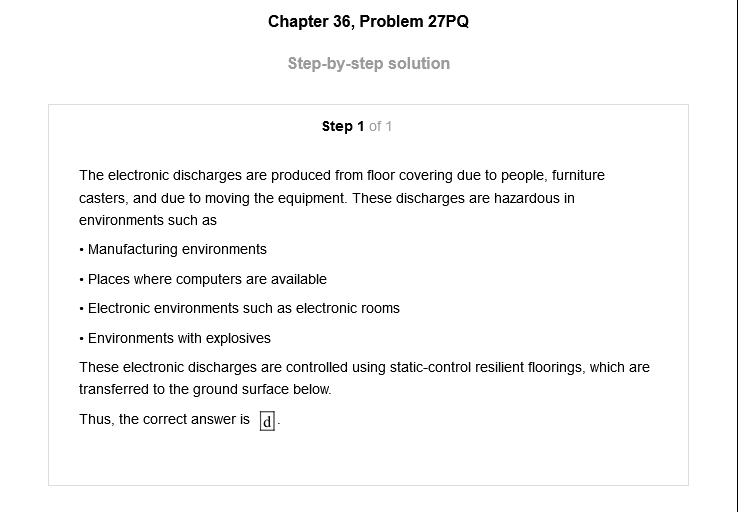 Chapter 36, Problem 27PQ
Step-by-step solution
Step 1 of 1
The electronic discharges are produced from floor covering due to people, furniture
casters, and due to moving the equipment. These discharges are hazardous in
environments such as
• Manufacturing environments
• Places where computers are available
• Electronic environments such as electronic rooms
• Environments with explosives
These electronic discharges are controlled using static-control resilient floorings, which are
transferred to the ground surface below.
Thus, the correct answer is d.